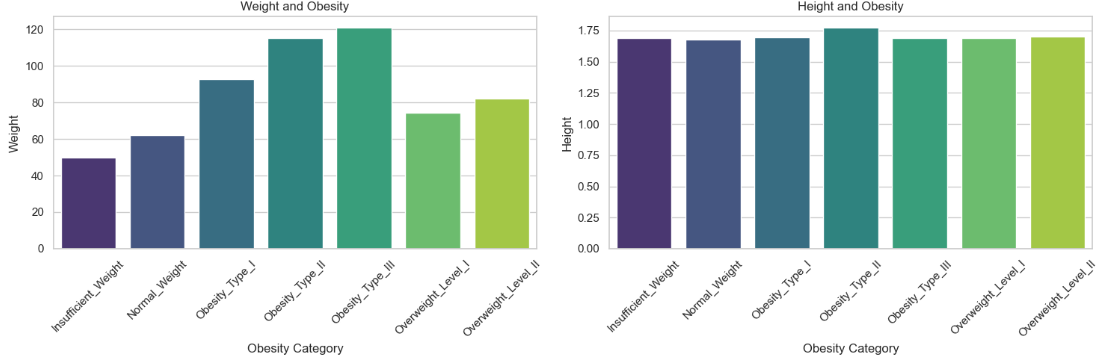 Weight and Obesity
Weight
120
100
80
60
40
20
0
Insufficient_Weight
Normal_Weight
Obesity_Type_I
Obesity_Type_II
Obesity_Type_III
Overweight_Level_I
Overweight_Level_II
Obesity Category
Height and Obesity
Height
1.75
1.50
1.25
1.00
0.75
0.50
0.25
0.00
Insufficient_Weight
Normal_Weight
Obesity_Type_I
Obesity_Type_II
Obesity_Type_III
Overweight_Level_I
Overweight_Level_II
Obesity Category